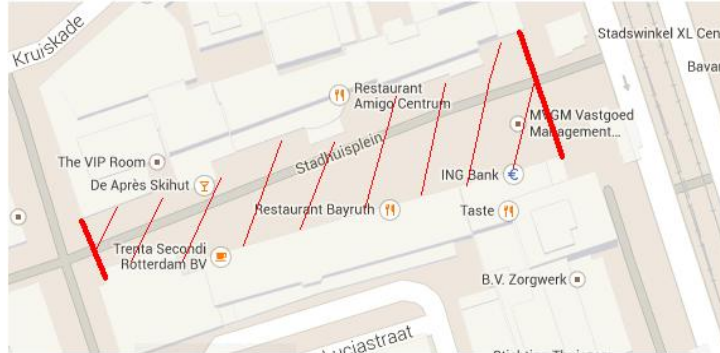 Kruiskade
Stadswinkel XL Cen
Bavar
Restaurant
Amigo Centrum
MVGM Vastgoed
Management...
Stadhuisplein
The VIP Room
De Après Skihut
ING Bank
€
Restaurant Bayruth
Taste
Trenta Secondi
Rotterdam BV
B.V. Zorgwerk
Luciastraat